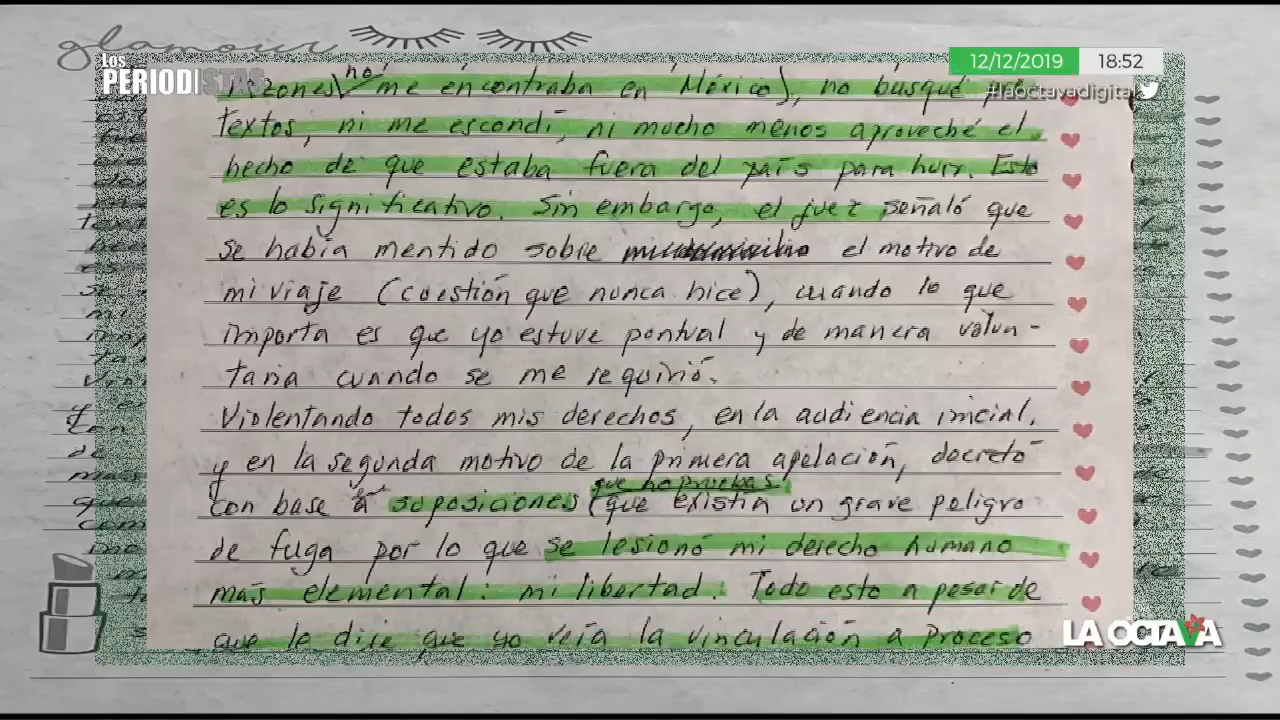 glamour
Los
PERIODISTAS
12/12/2019 18:52
#laoctavadigital
no
me encontraba en México), no busqué pre
textos, ni me escondí, ni mucho menos aproveché el
hecho de que estaba fuera del país para huir. Esto
es lo significativo. Sin embargo, el juez señaló que
se había mentido sobre el motivo de
mi viaje (cuestión que nunca hice), cuando lo que
importa es que yo estuve pontual y de manera volun-
taria cuando se me requirió.
Violentando todos mis derechos, en la audiencia inicial,
y en la segunda motivo de la primera apelación, decretó
que no pruebas
con base a suposiciones (que existía un grave peligro
de fuga por lo que se lesionó mi derecho humano
más elemental: mi libertad. Todo esto a pesar de
que le dije que yo veía la vinculación a proceso
LA OCTAVA